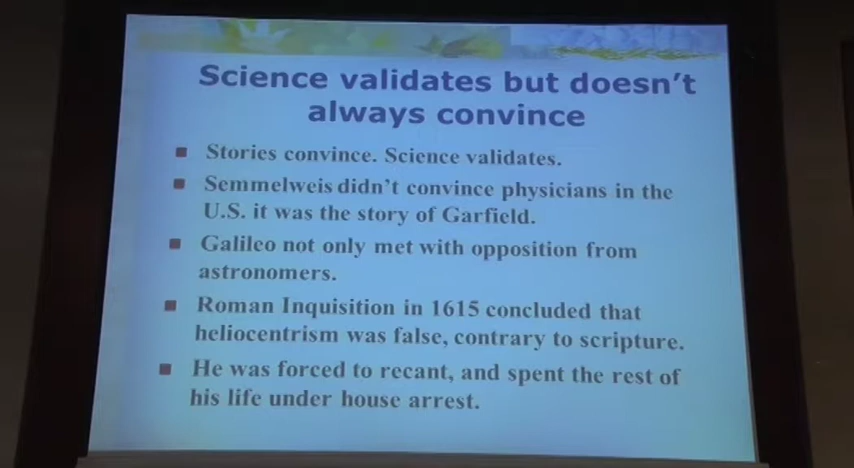 Science validates but doesn't
always convince
Stories convince. Science validates.
Semmelweis didn't convince physicians in the
U.S. it was the story of Garfield.
Galileo not only met with opposition from
astronomers.
Roman Inquisition in 1615 concluded that
heliocentrism was false, contrary to scripture.
He was forced to recant, and spent the rest of
his life under house arrest.